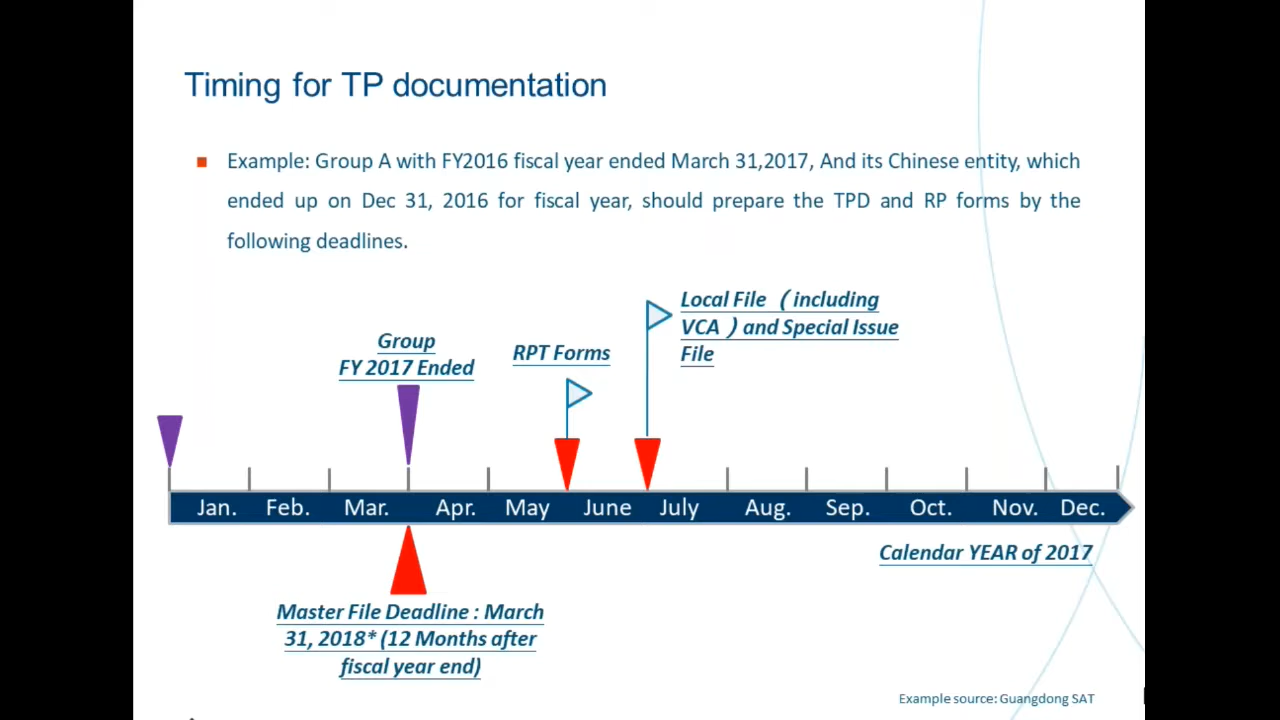 Timing for TP documentation
Example: Group A with FY2016 fiscal year ended March 31,2017, And its Chinese entity, which
ended up on Dec 31, 2016 for fiscal year, should prepare the TPD and RP forms by the
following deadlines.
Local File （including
VCA ）and Special Issue
File
Group
FY 2017 Ended
RPT Forms
Jan. Feb. Mar. Apr. May June July Aug. Sep. Oct. Nov. Dec.
Calendar YEAR of 2017
Master File Deadline : March
31, 2018* (12 Months after
fiscal year end)
Example source: Guangdong SAT